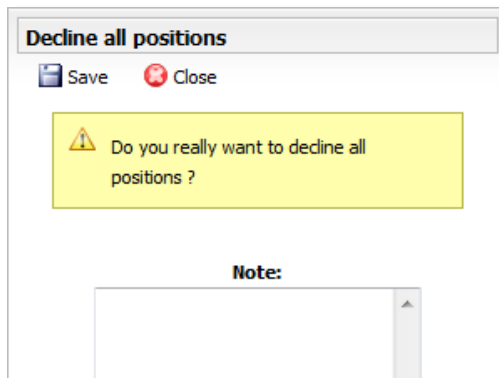 Decline all positions
Save Close
Do you really want to decline all
positions ?
Note: